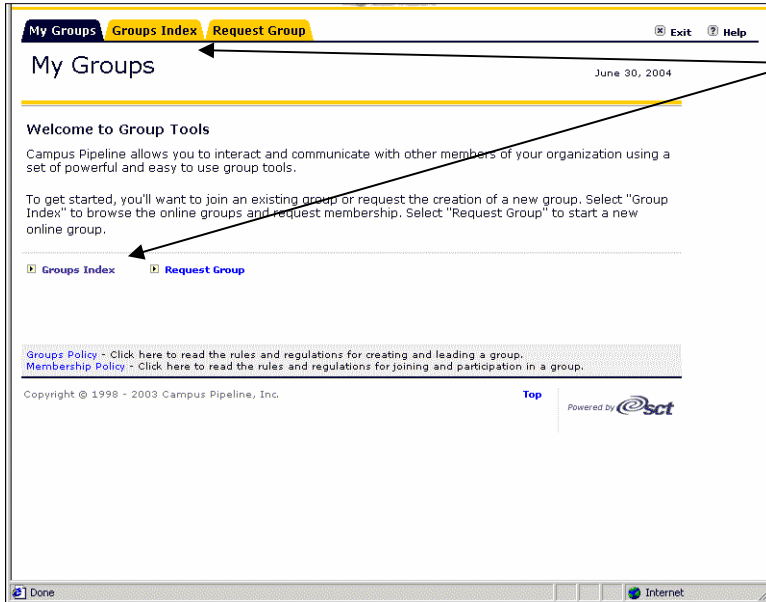 My Groups Groups Index Request Group Exit ? Help
My Groups
June 30, 2004
Welcome to Group Tools
Campus Pipeline allows you to interact and communicate with other members of your organization using a
set of powerful and easy to use group tools.
To get started, you'll want to join an existing group or request the creation of a new group. Select "Group
Index" to browse the online groups and request membership. Select "Request Group" to start a new
online group.
Groups Index Request Group
Groups Policy - Click here to read the rules and regulations for creating and leading a group.
Membership Policy - Click here to read the rules and regulations for joining and participation in a group.
Copyright © 1998 - 2003 Campus Pipeline, Inc. Top
Powered by sct
Done Internet